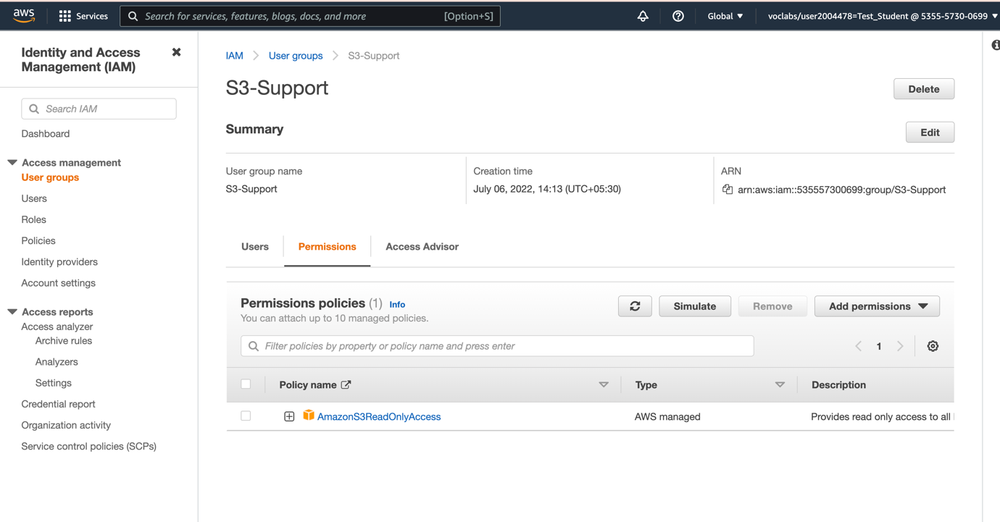 aws
Services
Search for services, features, blogs, docs, and more
[Option+S]
Global
voclabs/user2004478=Test_Student @ 5355-5730-0699
Identity and Access
Management (IAM)
Search IAM
Dashboard
Access management
User groups
Users
Roles
Policies
Identity providers
Account settings
Access reports
Access analyzer
Archive rules
Analyzers
Settings
Credential report
Organization activity
Service control policies (SCPs)
IAM
User groups
S3-Support
S3-Support
Delete
Summary
Edit
User group name
S3-Support
Creation time
July 06, 2022, 14:13 (UTC+05:30)
ARN
arn:aws:iam::535557300699:group/S3-Support
Users
Permissions
Access Advisor
Permissions policies (1) Info
You can attach up to 10 managed policies.
Simulate
Remove
Add permissions
Filter policies by property or policy name and press enter
1
Policy name
Type
Description
AmazonS3ReadOnlyAccess
AWS managed
Provides read only access to all